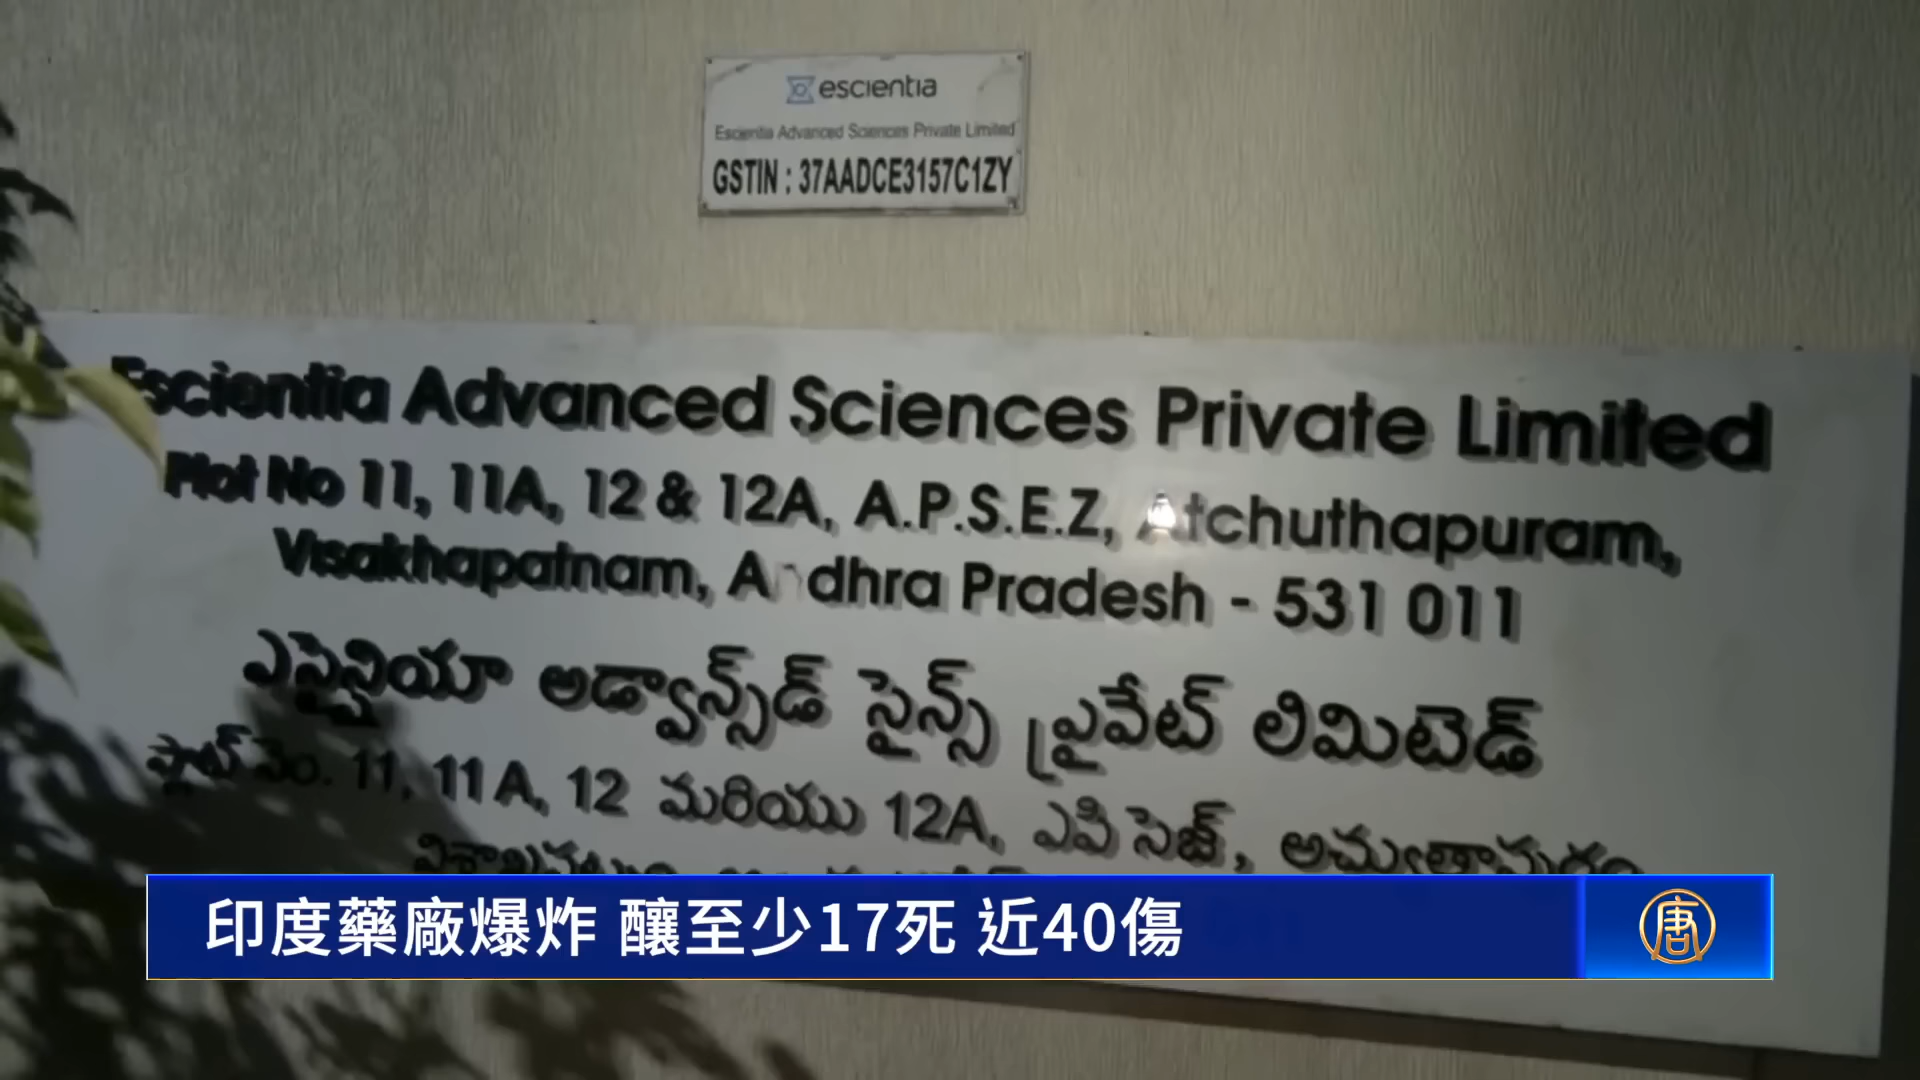 escientia
Escientia Advanced Sciences Private Limited
GSTIN : 37AADCE3157C1ZY
Escientia Advanced Sciences Private Limited
Plot No 11, 11A, 12 & 12A, A.P.S.E.Z, Atchuthapuram,
Visakhapatnam, Andhra Pradesh - 531 011
ఎస్సైన్షియా అడ్వాన్స్‌డ్ సైన్స్ ప్రైవేట్ లిమిటెడ్
ప్లాట్ నెం. 11, 11A, 12 మరియు 12A, ఎపి సెజ్, అచ్యుతాపురం
印度藥廠爆炸 釀至少17死 近40傷
唐